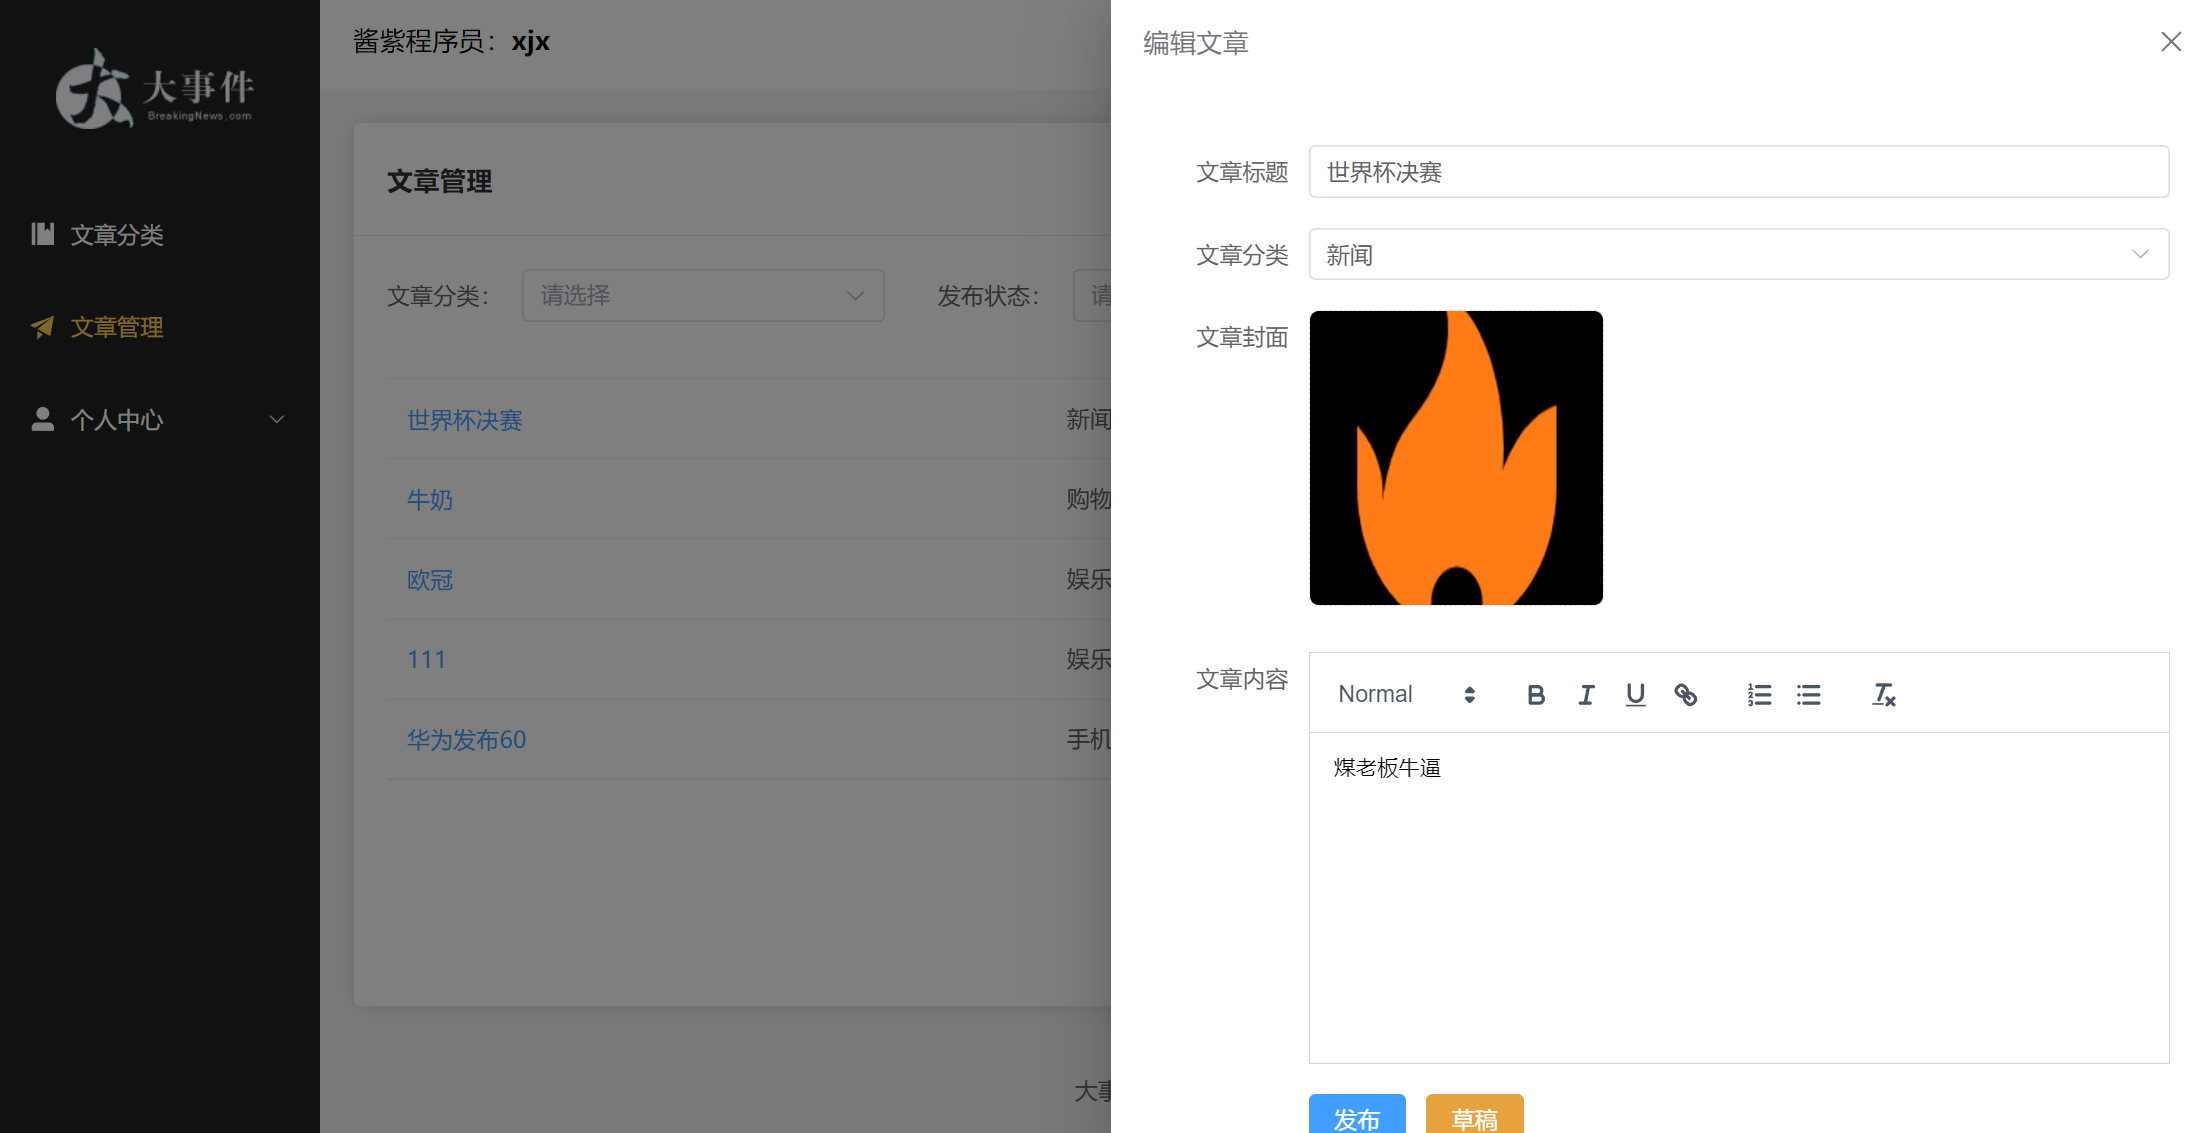 大事件
BreakingNews.com
文章分类
文章管理
个人中心
酱紫程序员：xjx
文章管理
文章分类：
请选择
发布状态：
请
世界杯决赛
新闻
牛奶
购物
欧冠
娱乐
111
娱乐
华为发布60
手机
大事
编辑文章
文章标题
世界杯决赛
文章分类
新闻
文章封面
文章内容
Normal
煤老板牛逼
发布
草稿